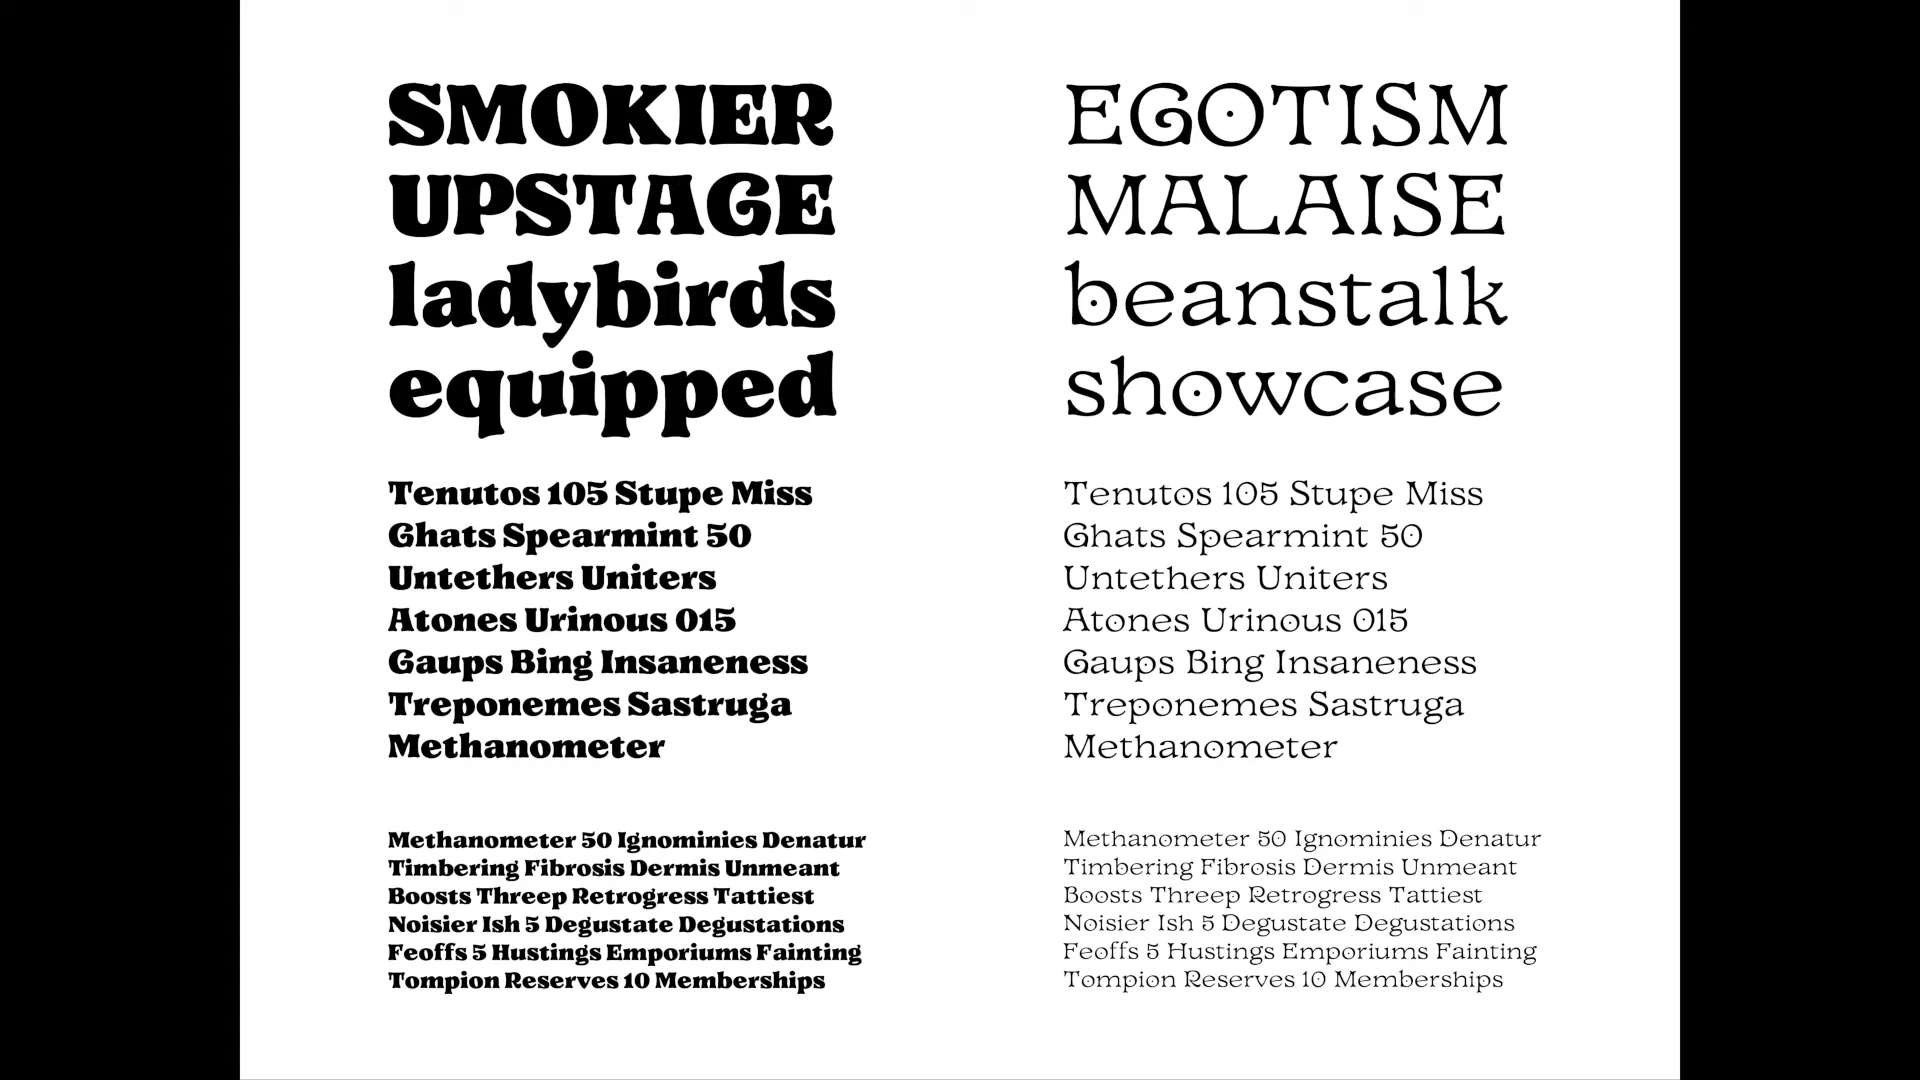 SMOKIER
UPSTAGE
ladybirds
equipped
Tenutos 105 Stupe Miss
Ghats Spearmint 50
Untethers Uniters
Atones Urinous 015
Gaups Bing Insaneness
Treponemes Sastruga
Methanometer
Methanometer 50 Ignominies Denatur
Timbering Fibrosis Dermis Unmeant
Boosts Threep Retrogress Tattiest
Noisier Ish 5 Degustate Degustations
Feoffs 5 Hustings Emporiums Fainting
Tompion Reserves 10 Memberships
EGOTISM
MALAISE
beanstalk
showcase
Tenutos 105 Stupe Miss
Ghats Spearmint 50
Untethers Uniters
Atones Urinous 015
Gaups Bing Insaneness
Treponemes Sastruga
Methanometer
Methanometer 50 Ignominies Denatur
Timbering Fibrosis Dermis Unmeant
Boosts Threep Retrogress Tattiest
Noisier Ish 5 Degustate Degustations
Feoffs 5 Hustings Emporiums Fainting
Tompion Reserves 10 Memberships